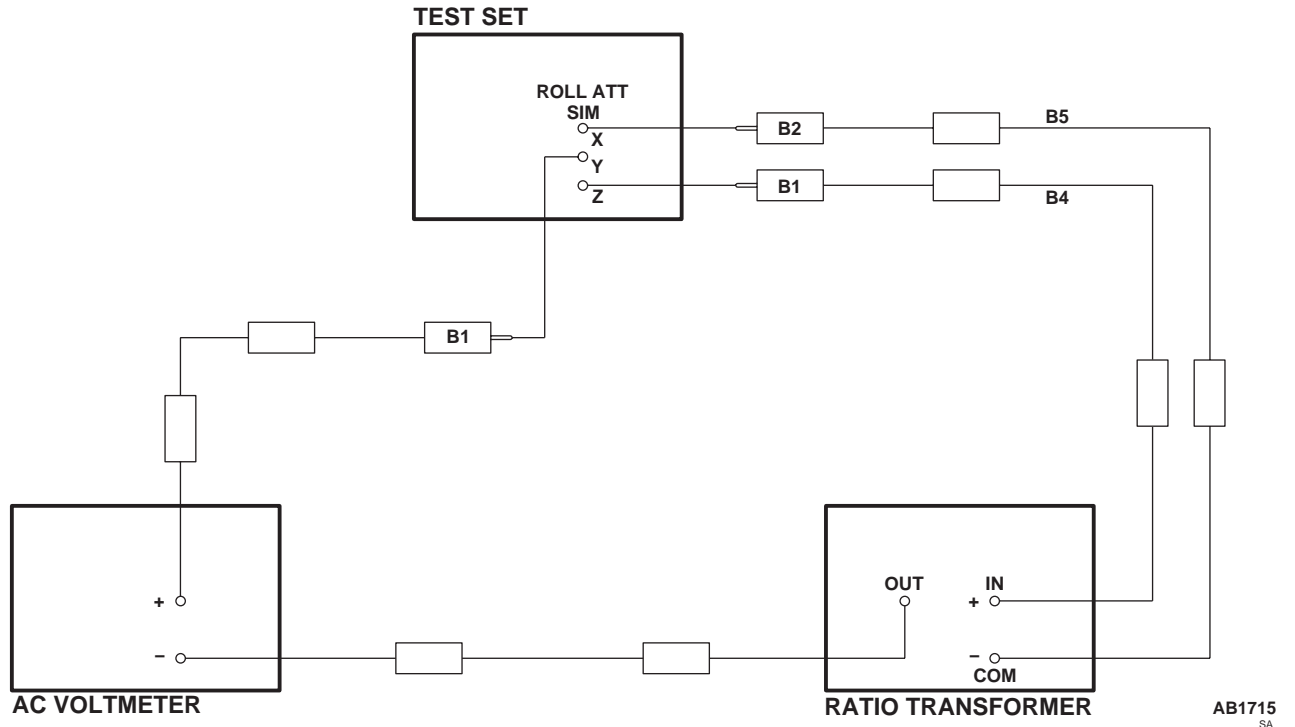 TEST SET
ROLL ATT
SIM
X
Y
Z
B2
B5
B1
B4
B1
OUT
IN
+
+
−
−
COM
AC VOLTMETER
RATIO TRANSFORMER
AB1715
SA